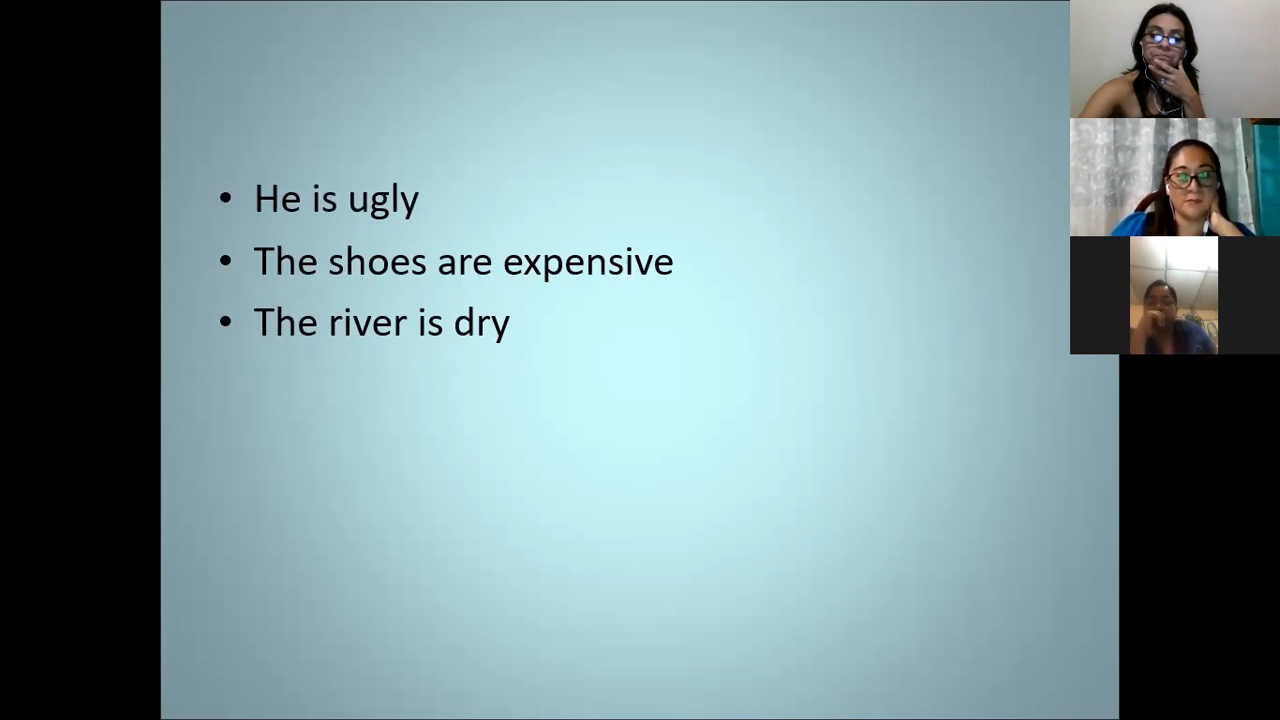 • He is ugly
• The shoes are expensive
• The river is dry